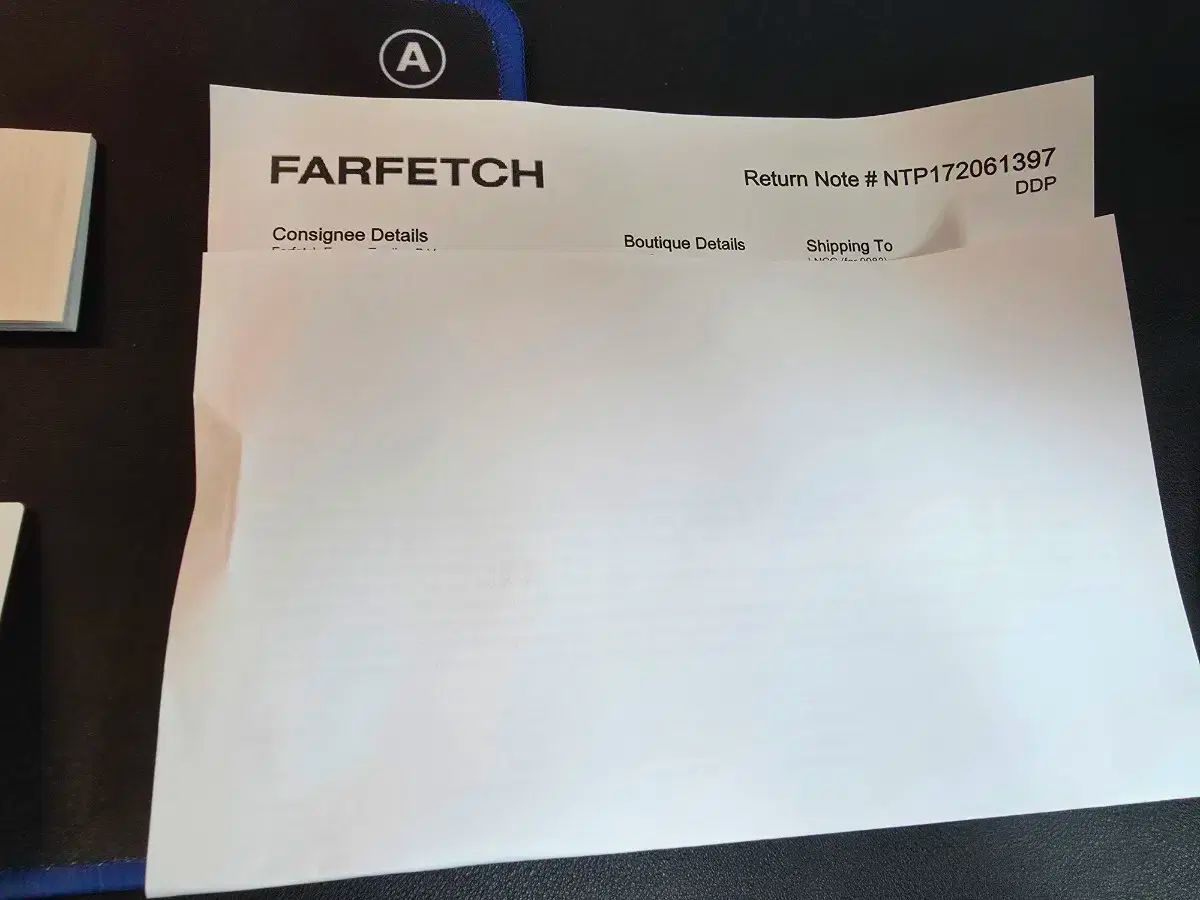 A
FARFETCH
Return Note # NTP172061397
DDP
Consignee Details
Boutique Details
Shipping To